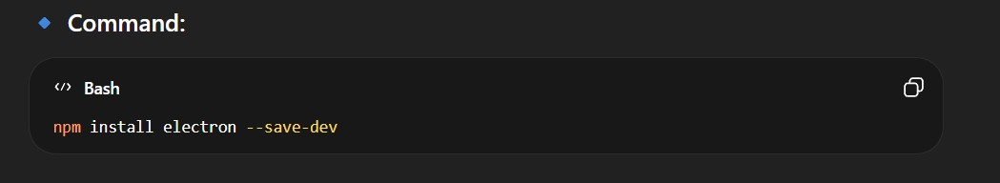 Command:
Bash
npm install electron --save-dev